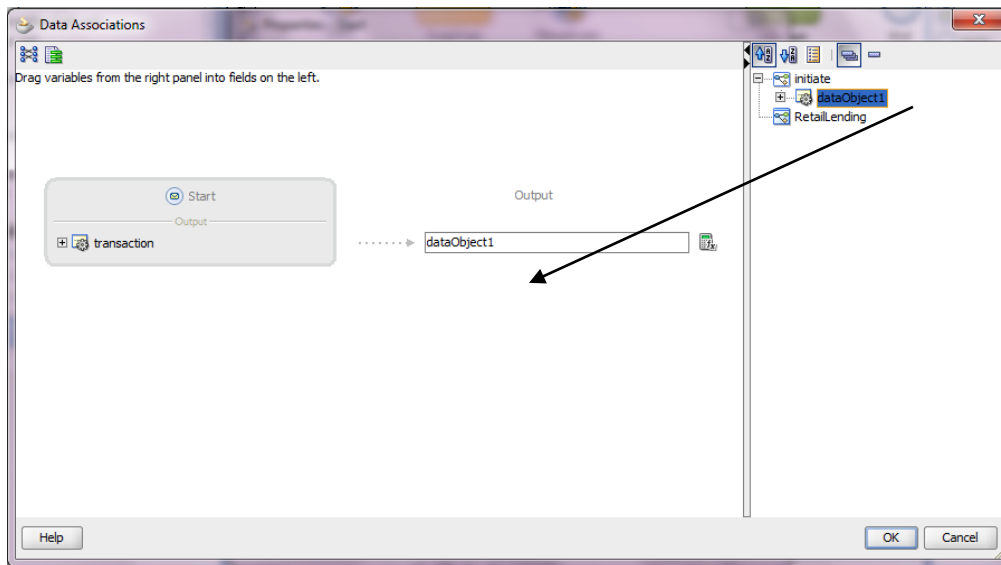 Data Associations
Drag variables from the right panel into fields on the left.
initiate
dataObject1
RetailLending
Start
Output
Output
transaction
dataObject1
Help
OK
Cancel